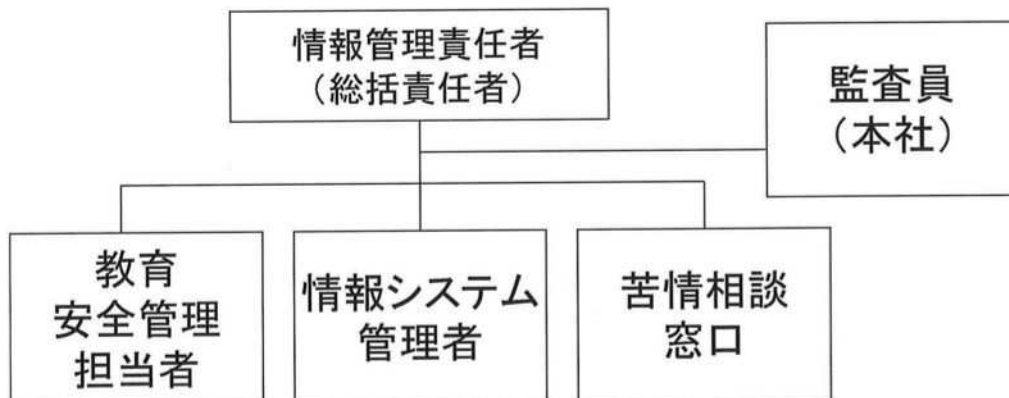 情報管理責任者
（総括責任者）
監査員
（本社）
教育
安全管理
担当者
情報システム
管理者
苦情相談
窓口